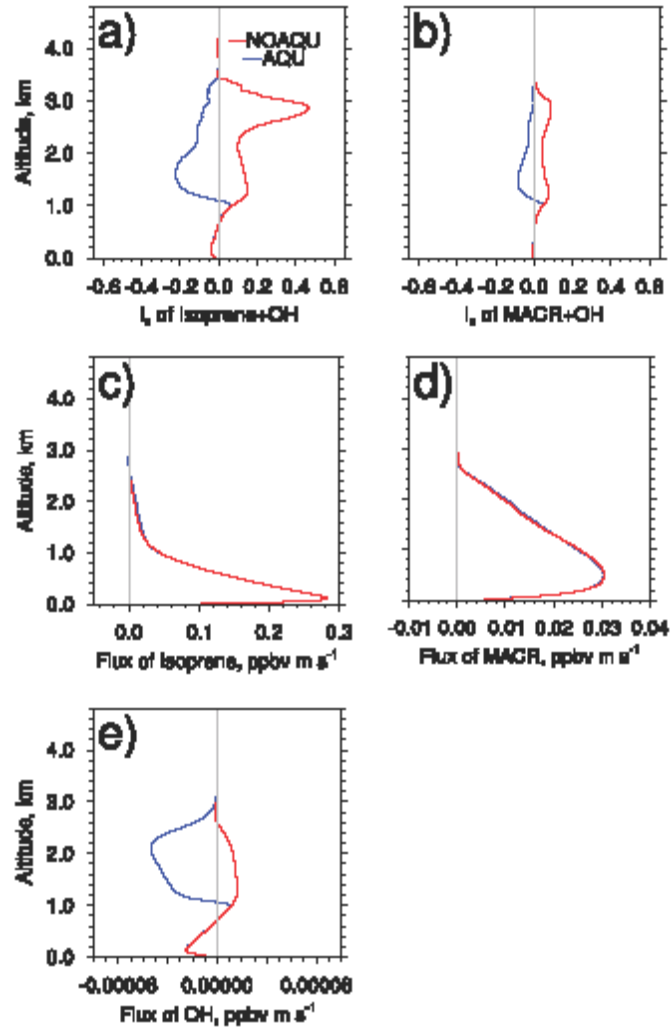 a)
NOAQU
AQU
Altitude, km
4.0
3.0
2.0
1.0
0.0
-0.6 -0.4 -0.2 0.0 0.2 0.4 0.6
Is of Isoprene+OH
b)
-0.6 -0.4 -0.2 0.0 0.2 0.4 0.6
Is of MACR+OH
c)
Altitude, km
4.0
3.0
2.0
1.0
0.0
0.0 0.1 0.2 0.3
Flux of Isoprene, ppbv m s⁻¹
d)
-0.01 0.00 0.01 0.02 0.03 0.04
Flux of MACR, ppbv m s⁻¹
e)
Altitude, km
4.0
3.0
2.0
1.0
0.0
0.00000
Flux of OH, ppbv m s⁻¹